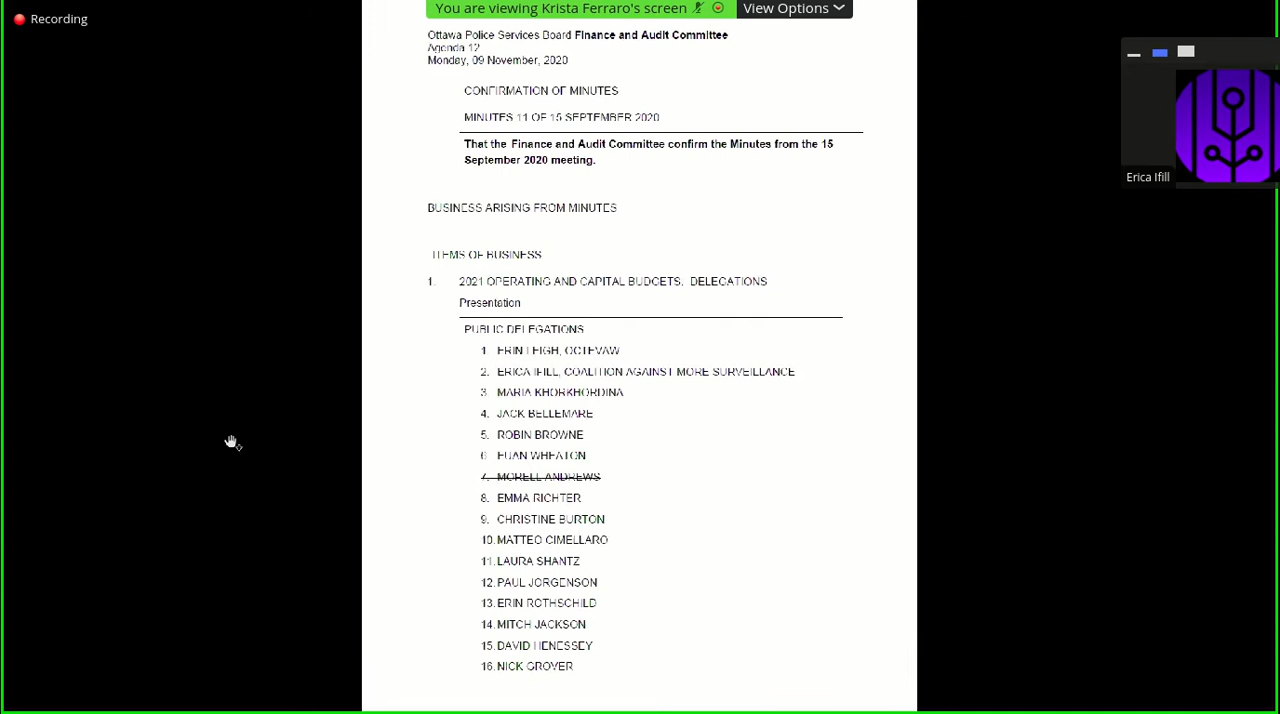 Recording
You are viewing Krista Ferraro's screen
View Options
Ottawa Police Services Board Finance and Audit Committee
Agenda 12
Monday, 09 November, 2020
CONFIRMATION OF MINUTES
MINUTES 11 OF 15 SEPTEMBER 2020
That the Finance and Audit Committee confirm the Minutes from the 15
September 2020 meeting.
BUSINESS ARISING FROM MINUTES
ITEMS OF BUSINESS
1. 2021 OPERATING AND CAPITAL BUDGETS: DELEGATIONS
Presentation
PUBLIC DELEGATIONS
1. ERIN LEIGH, OCTEVAW
2. ERICA IFILL, COALITION AGAINST MORE SURVEILLANCE
3. MARIA KHORKHORDINA
4. JACK BELLEMARE
5. ROBIN BROWNE
6. EUAN WHEATON
7. MORELL ANDREWS
8. EMMA RICHTER
9. CHRISTINE BURTON
10. MATTEO CIMELLARO
11. LAURA SHANTZ
12. PAUL JORGENSON
13. ERIN ROTHSCHILD
14. MITCH JACKSON
15. DAVID HENESSEY
16. NICK GROVER
Erica Ifill